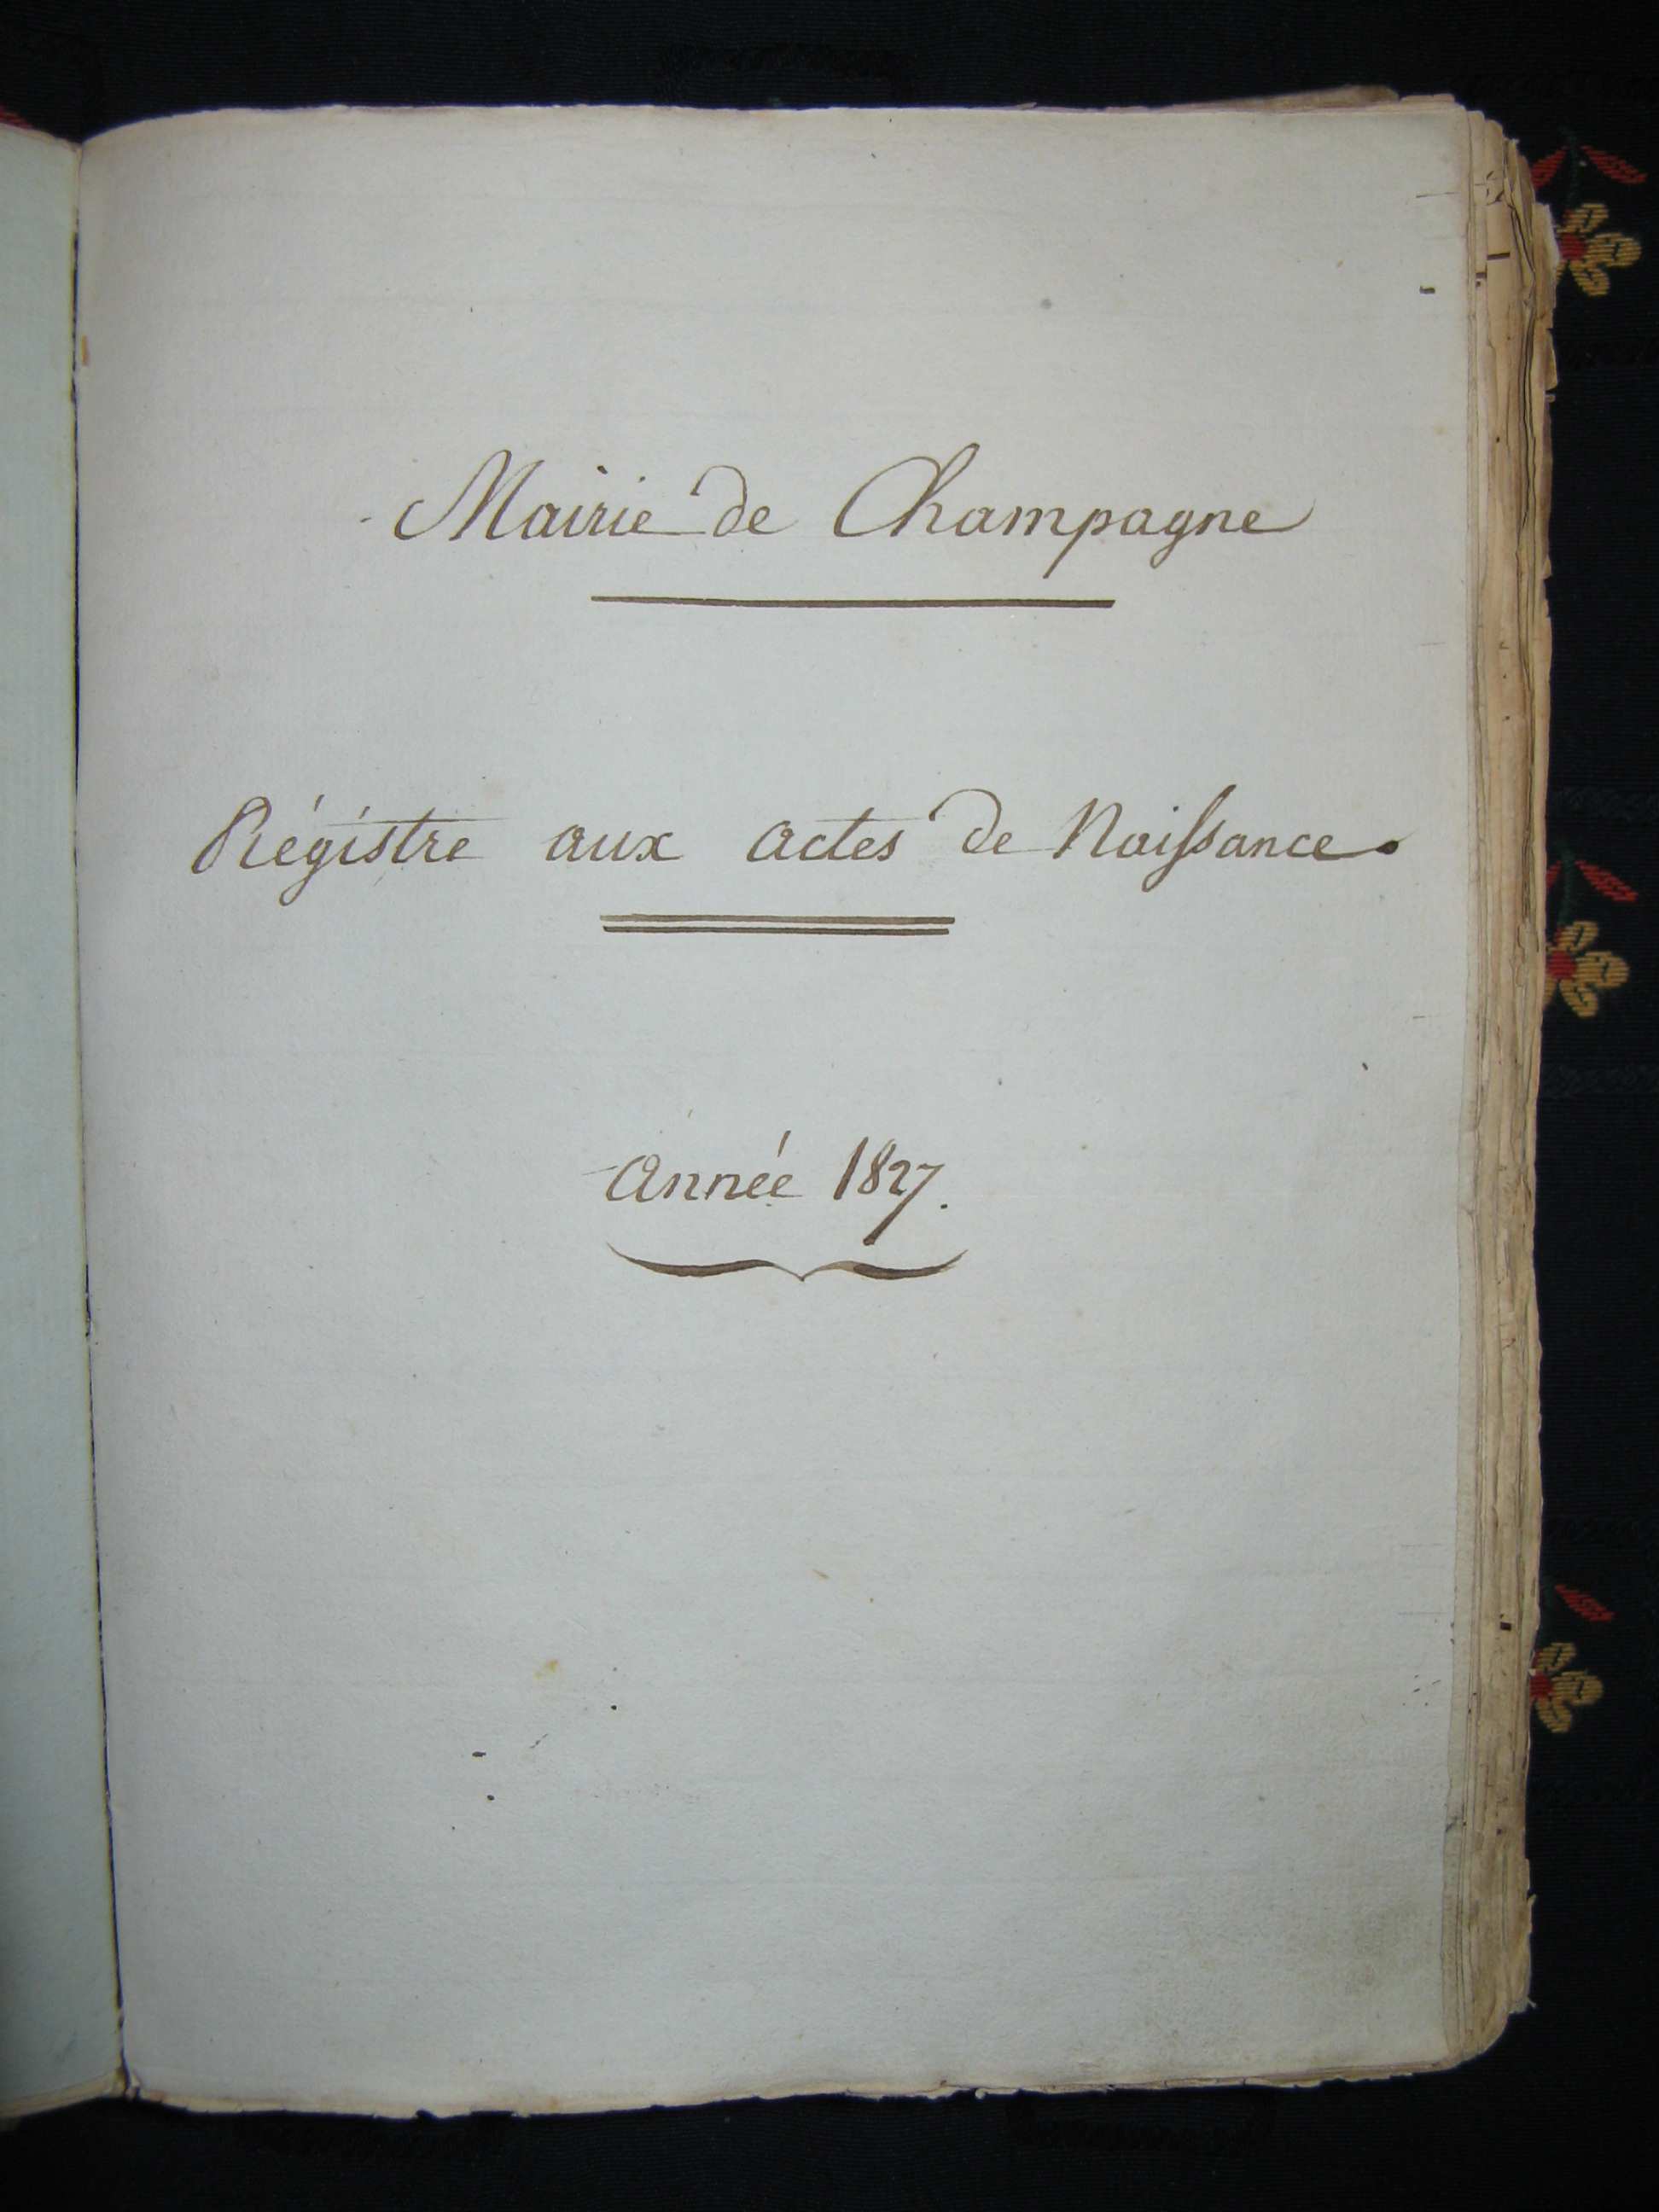 Mairie de Champagne
Régistre aux actes de Naiſsance.
Année 1827.